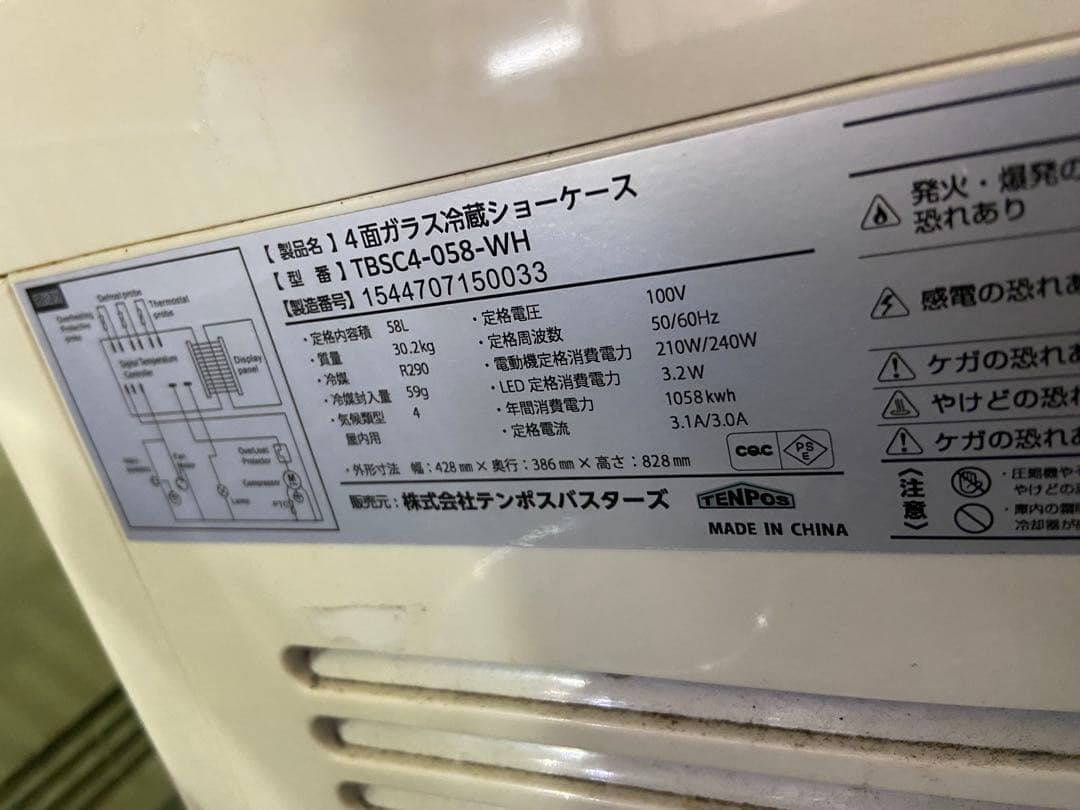 【製品名】4面ガラス冷蔵ショーケース
【型 番】TBSC4-058-WH
【製造番号】1544707150033
・定格内容積 58L
・質量 30.2kg
・冷媒 R290
・冷媒封入量 59g
・気候類型 4
屋内用
・定格電圧 100V
・定格周波数 50/60Hz
・電動機定格消費電力 210W/240W
・LED定格消費電力 3.2W
・年間消費電力 1058kwh
・定格電流 3.1A/3.0A
・外形寸法 幅:428mm×奥行:386mm×高さ:828mm
CQC
PS
E
販売元:株式会社テンポスバスターズ
TENPOS
MADE IN CHINA
Defrost probe
Thermostat
probe
Overheating
Protective
probe
Digital Temperature
Controller
Display
panel
OverLoad
Protector
Compressor
Fan
Lamp
PTC
M
発火・爆発の
恐れあり
感電の恐れあ
ケガの恐れあ
やけどの恐れ
ケガの恐れあ
《注意》
・圧縮機やそ
やけどの
・庫内の霜
冷却器が